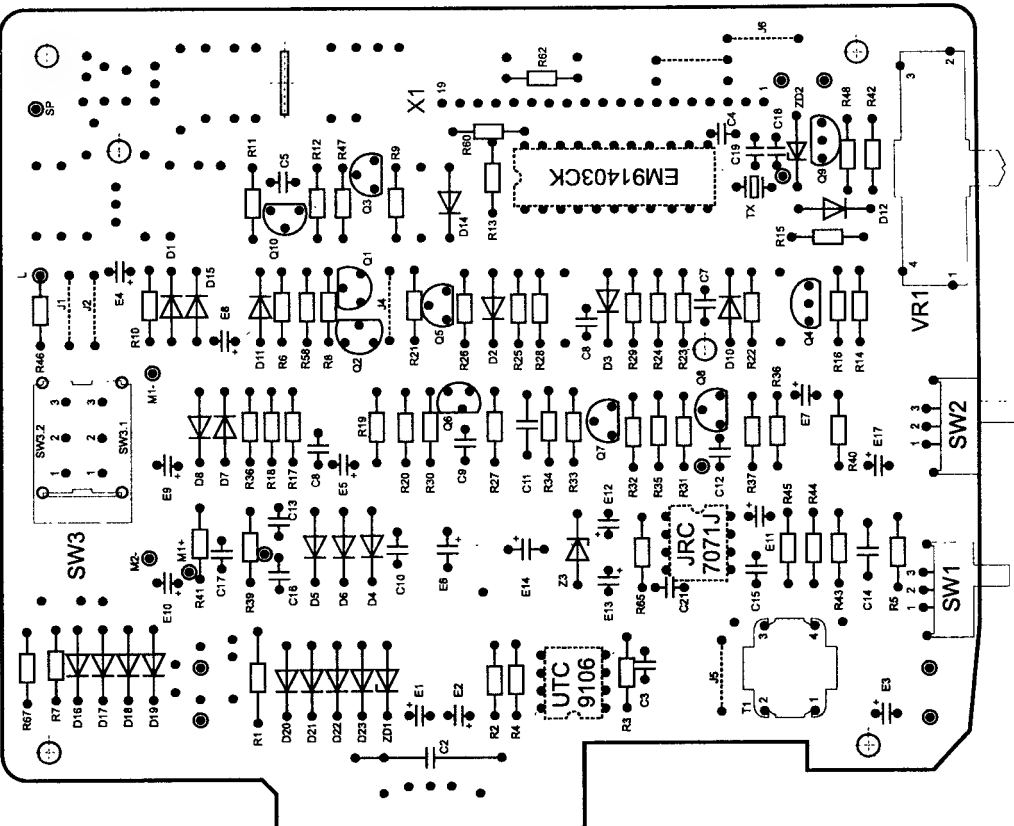 J6
R62
X1
19
1
SP
ZD2
R48
R42
3
2
C4
C18
R11
C5
R12
R47
R9
R60
C19
Q3
EM91403CK
Q9
D14
R13
TX
D12
Q10
R15
L
D1
D15
Q1
4
1
J1
J2
E4
J4
C7
VR1
R46
R10
E8
D11
R6
R58
R8
Q2
R21
Q5
R26
D2
R25
R28
C8
D3
R29
R24
R23
D10
R22
Q4
R16
R14
M1-
SW3.2
3
3
2
2
1
1
SW3.1
Q8
R36
R19
Q6
E7
3
2
1
SW2
E9
D8
D7
R36
R18
R17
C8
E5
R20
R30
C9
R27
C11
R34
R33
Q7
R32
R35
R31
C12
R37
R40
E17
SW3
M2-
M1+
C13
E12
R45
R44
JRC
7071J
E11
E10
R41
C17
R39
C16
D5
D6
D4
C10
E6
E14
Z3
E13
R65
C21
C15
R43
C14
R5
3
2
1
SW1
R67
R7
D16
D17
D18
D19
R1
D20
D21
D22
D23
ZD1
E1
E2
R2
R4
UTC
9106
R3
C3
J5
T1
3
4
2
1
E3
C2